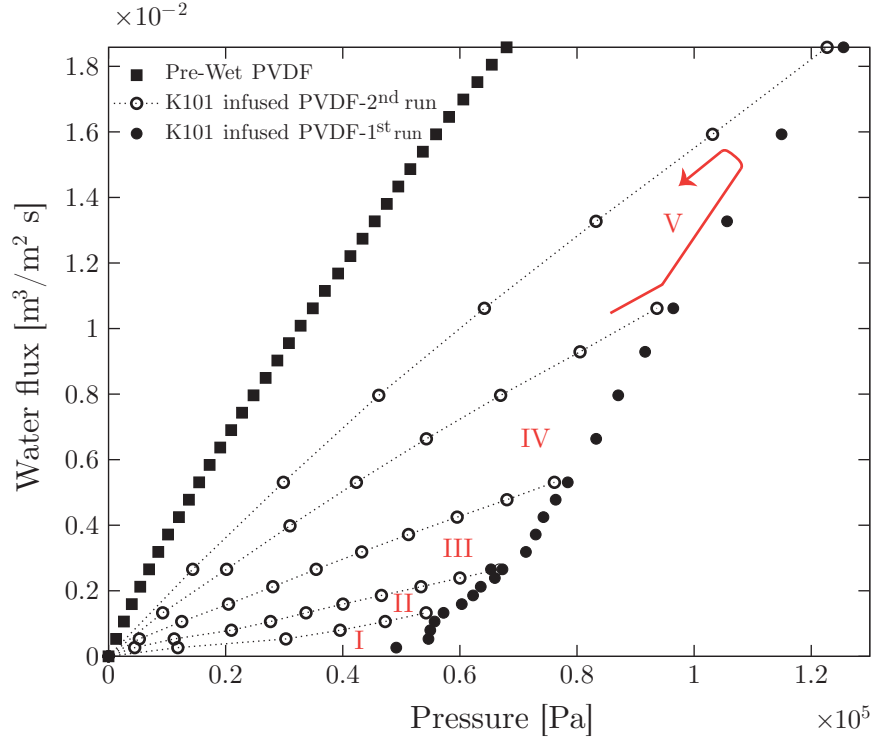 ×10⁻²
1.8
1.6
1.4
1.2
1
0.8
0.6
0.4
0.2
0
Water flux [m³/m² s]
Pre-Wet PVDF
K101 infused PVDF-2ⁿᵈ run
K101 infused PVDF-1ˢᵗ run
V
IV
III
II
I
0 0.2 0.4 0.6 0.8 1 1.2
Pressure [Pa]
×10⁵